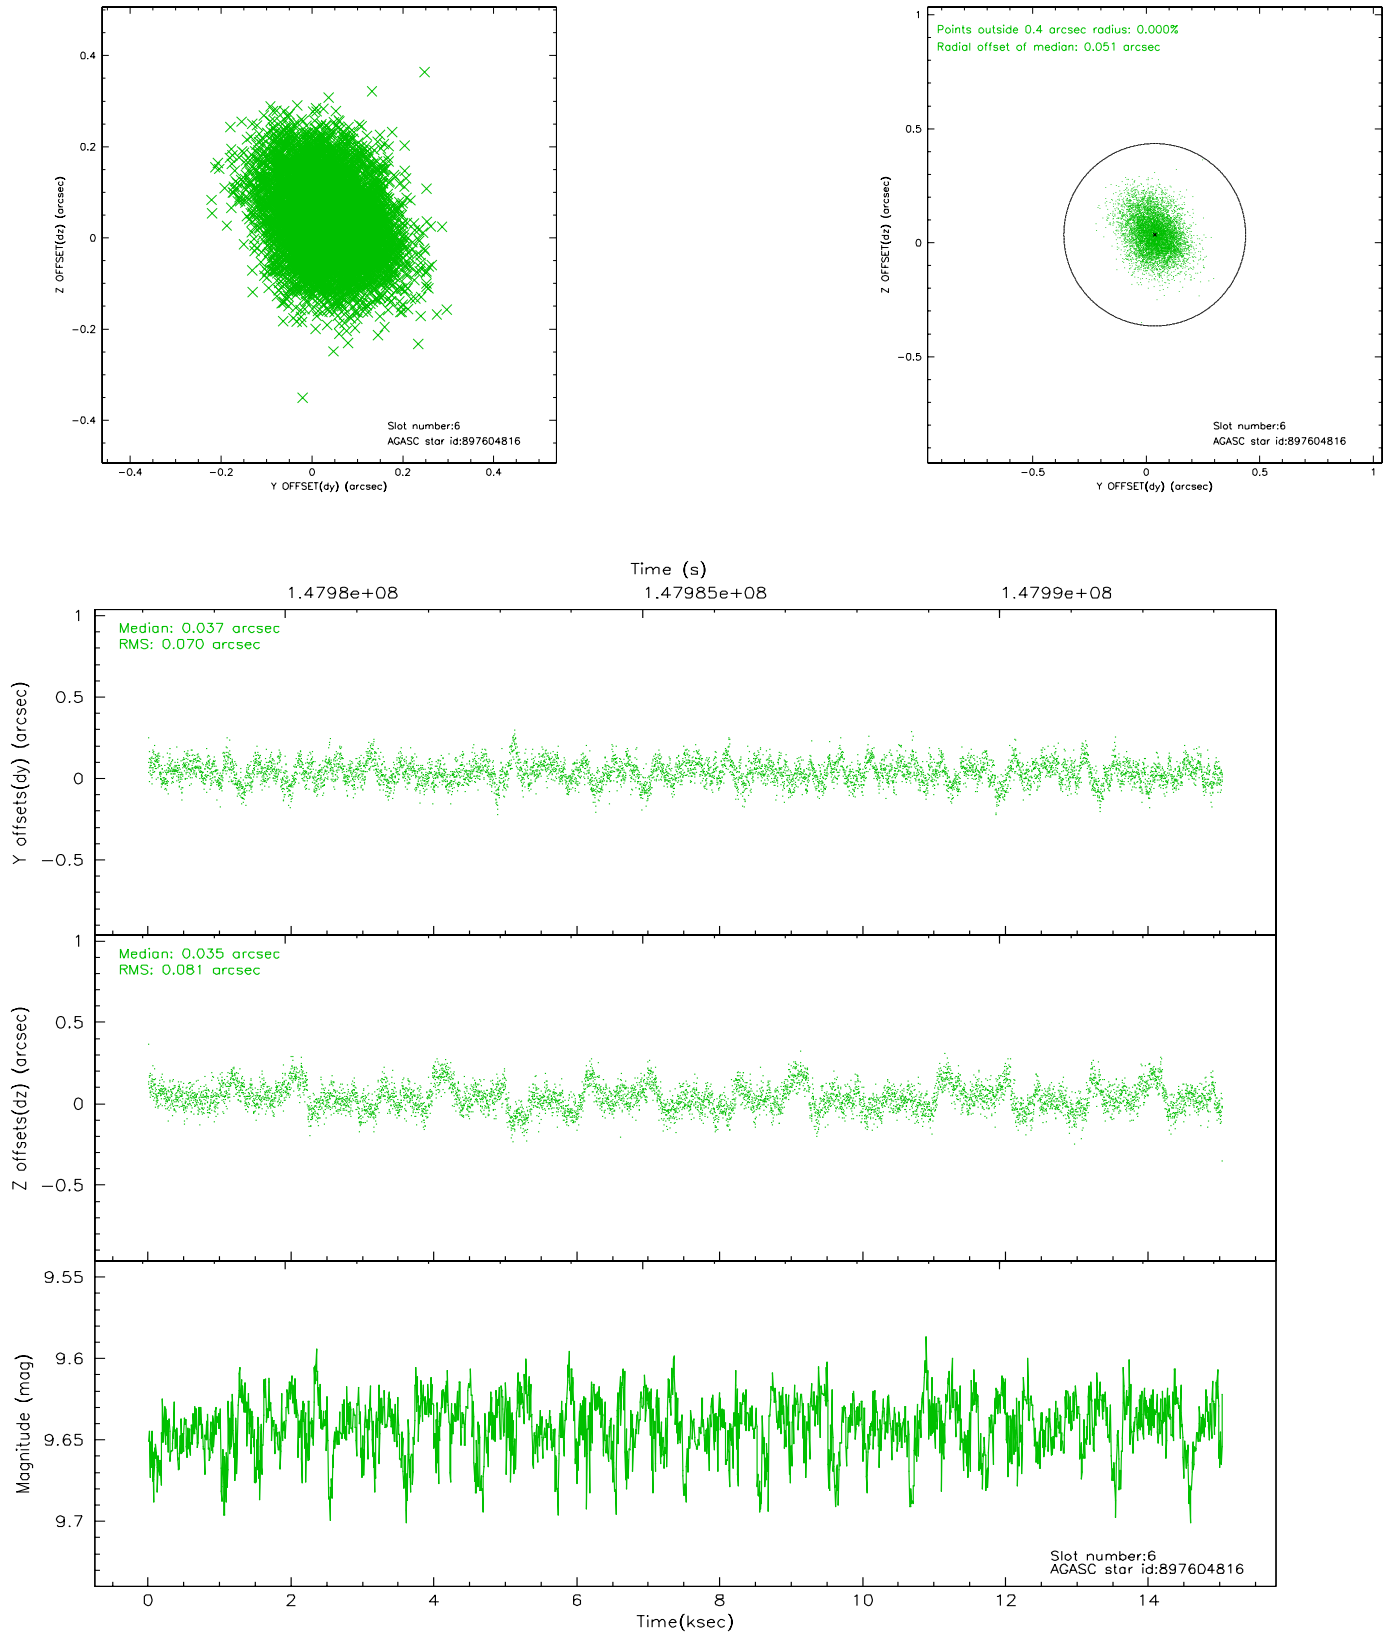 0.4
0.2
0
−0.2
−0.4
Z OFFSET(dz) (arcsec)
Slot number:6
AGASC star id:897604816
−0.4 −0.2 0 0.2 0.4
Y OFFSET(dy) (arcsec)
Points outside 0.4 arcsec radius: 0.000%
Radial offset of median: 0.051 arcsec
1
0.5
0
−0.5
Z OFFSET(dz) (arcsec)
Slot number:6
AGASC star id:897604816
−0.5 0 0.5 1
Y OFFSET(dy) (arcsec)
Time (s)
1.4798e+08 1.47985e+08 1.4799e+08
Median: 0.037 arcsec
RMS: 0.070 arcsec
1
0.5
0
−0.5
Y offsets(dy) (arcsec)
Median: 0.035 arcsec
RMS: 0.081 arcsec
1
0.5
0
−0.5
Z offsets(dz) (arcsec)
9.55
9.6
9.65
9.7
Magnitude (mag)
Slot number:6
AGASC star id:897604816
0 2 4 6 8 10 12 14
Time(ksec)